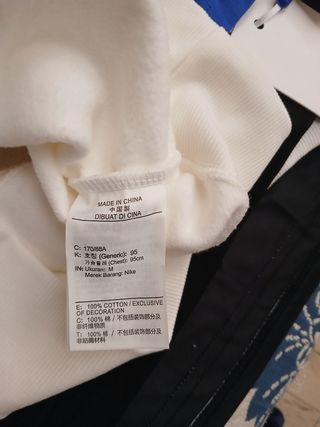 MADE IN CHINA
中国製
DIBUAT DI CINA
C: 170/88A
K: 호칭 (Generic): 95
가슴둘레 (Chest): 95cm
IN: Ukuran: M
Merek Barang: Nike
E: 100% COTTON / EXCLUSIVE
OF DECORATION
C: 100% 棉 / 不包括装饰部分及
非纤维物质
T: 100% 棉 / 不包括裝飾部分及
非紡織材料